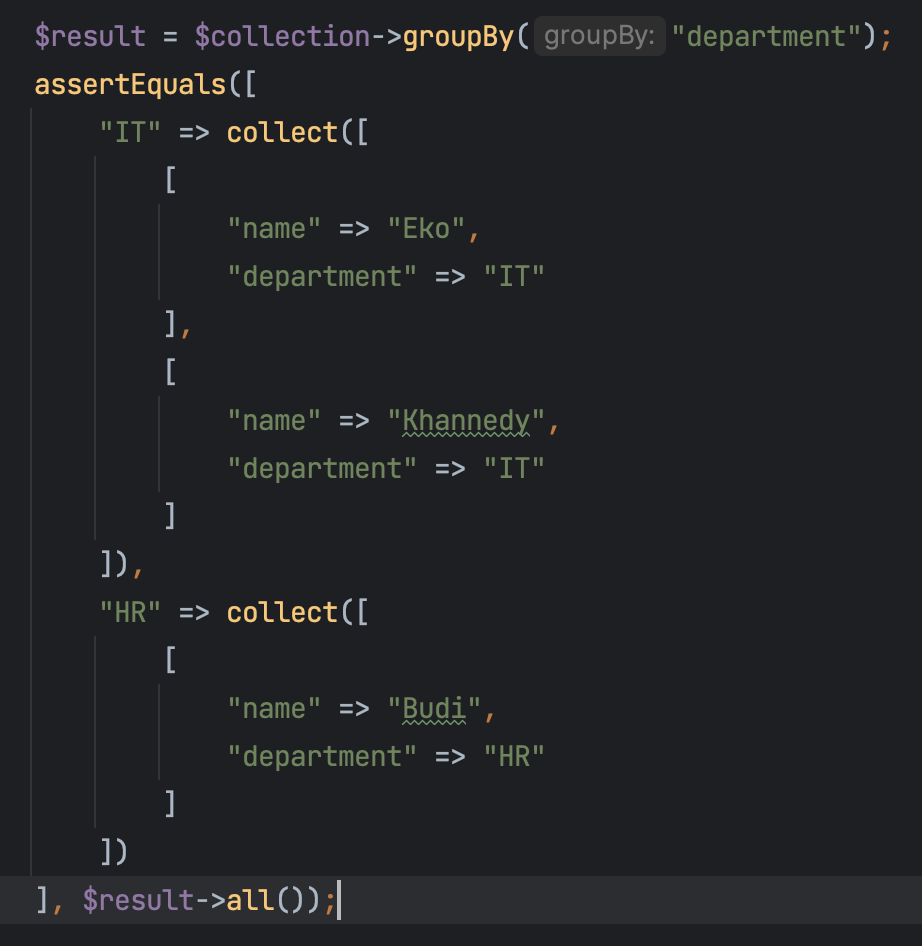 $result = $collection->groupBy( groupBy: "department");
assertEquals([
    "IT" => collect([
        [
            "name" => "Eko",
            "department" => "IT"
        ],
        [
            "name" => "Khannedy",
            "department" => "IT"
        ]
    ]),
    "HR" => collect([
        [
            "name" => "Budi",
            "department" => "HR"
        ]
    ])
], $result->all());